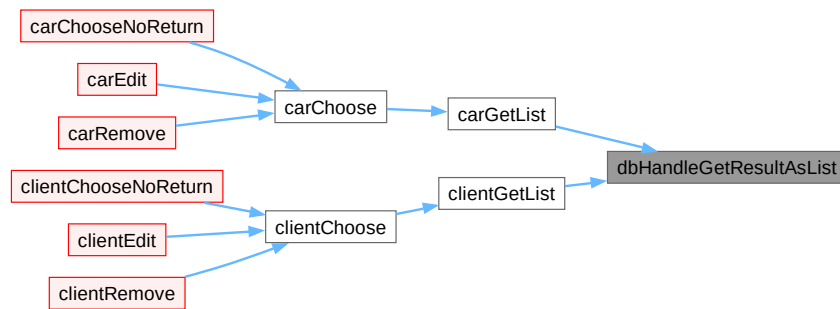 carChooseNoReturn
carEdit
carChoose
carGetList
carRemove
dbHandleGetResultAsList
clientChooseNoReturn
clientGetList
clientChoose
clientEdit
clientRemove